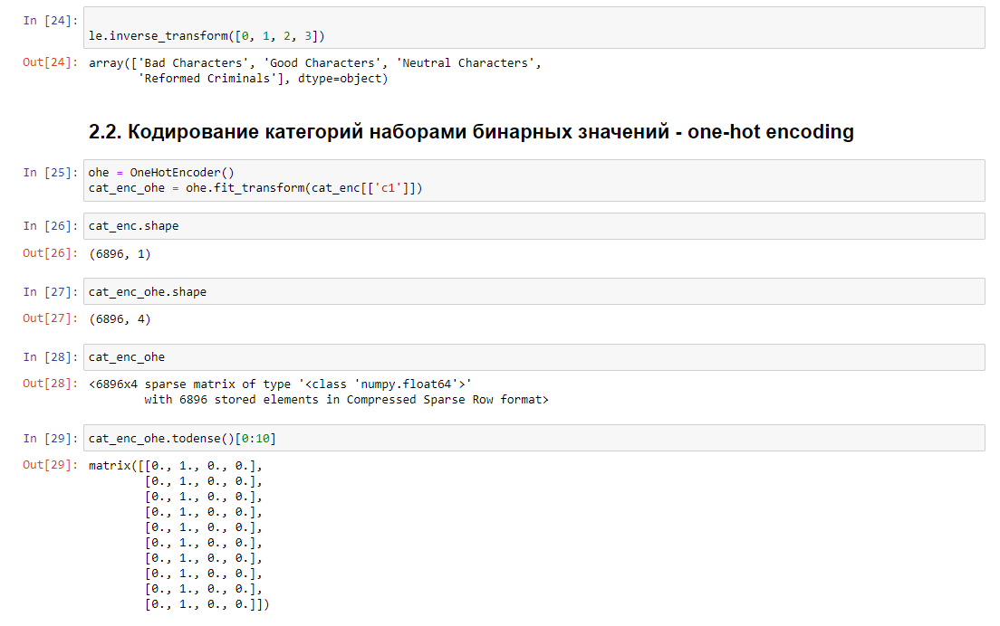 In [24]:
le.inverse_transform([0, 1, 2, 3])
Out[24]: array(['Bad Characters', 'Good Characters', 'Neutral Characters',
'Reformed Criminals'], dtype=object)
2.2. Кодирование категорий наборами бинарных значений - one-hot encoding
In [25]: ohe = OneHotEncoder()
cat_enc_ohe = ohe.fit_transform(cat_enc[['c1']])
In [26]: cat_enc.shape
Out[26]: (6896, 1)
In [27]: cat_enc_ohe.shape
Out[27]: (6896, 4)
In [28]: cat_enc_ohe
Out[28]: <6896x4 sparse matrix of type '<class 'numpy.float64'>'
with 6896 stored elements in Compressed Sparse Row format>
In [29]: cat_enc_ohe.todense()[0:10]
Out[29]: matrix([[0., 1., 0., 0.],
[0., 1., 0., 0.],
[0., 1., 0., 0.],
[0., 1., 0., 0.],
[0., 1., 0., 0.],
[0., 1., 0., 0.],
[0., 1., 0., 0.],
[0., 1., 0., 0.],
[0., 1., 0., 0.],
[0., 1., 0., 0.]])